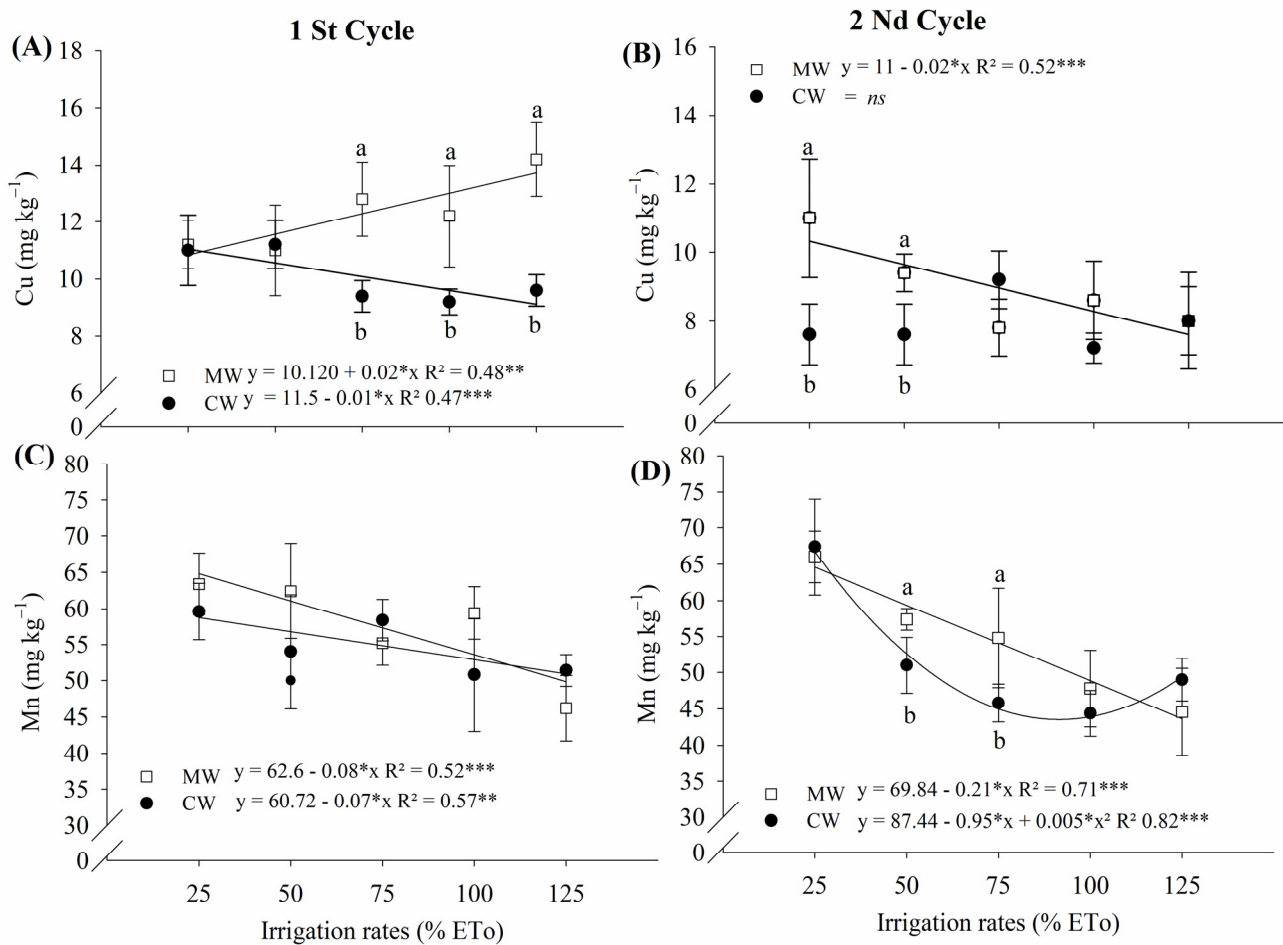 1 St Cycle
2 Nd Cycle
(A)
18
16
14
12
10
8
6
0
Cu (mg kg⁻¹)
a
a
a
b
b
b
MW y = 10.120 + 0.02*x R² = 0.48**
CW y = 11.5 - 0.01*x R² 0.47***
(B)
16
14
12
10
8
6
0
Cu (mg kg⁻¹)
MW y = 11 - 0.02*x R² = 0.52***
CW = ns
a
a
b
b
(C)
80
75
70
65
60
55
50
45
40
35
30
0
Mn (mg kg⁻¹)
MW y = 62.6 - 0.08*x R² = 0.52***
CW y = 60.72 - 0.07*x R² = 0.57**
25 50 75 100 125
Irrigation rates (% ETo)
(D)
80
75
70
65
60
55
50
45
40
35
30
0
Mn (mg kg⁻¹)
a
a
b
b
MW y = 69.84 - 0.21*x R² = 0.71***
CW y = 87.44 - 0.95*x + 0.005*x² R² 0.82***
25 50 75 100 125
Irrigation rates (% ETo)